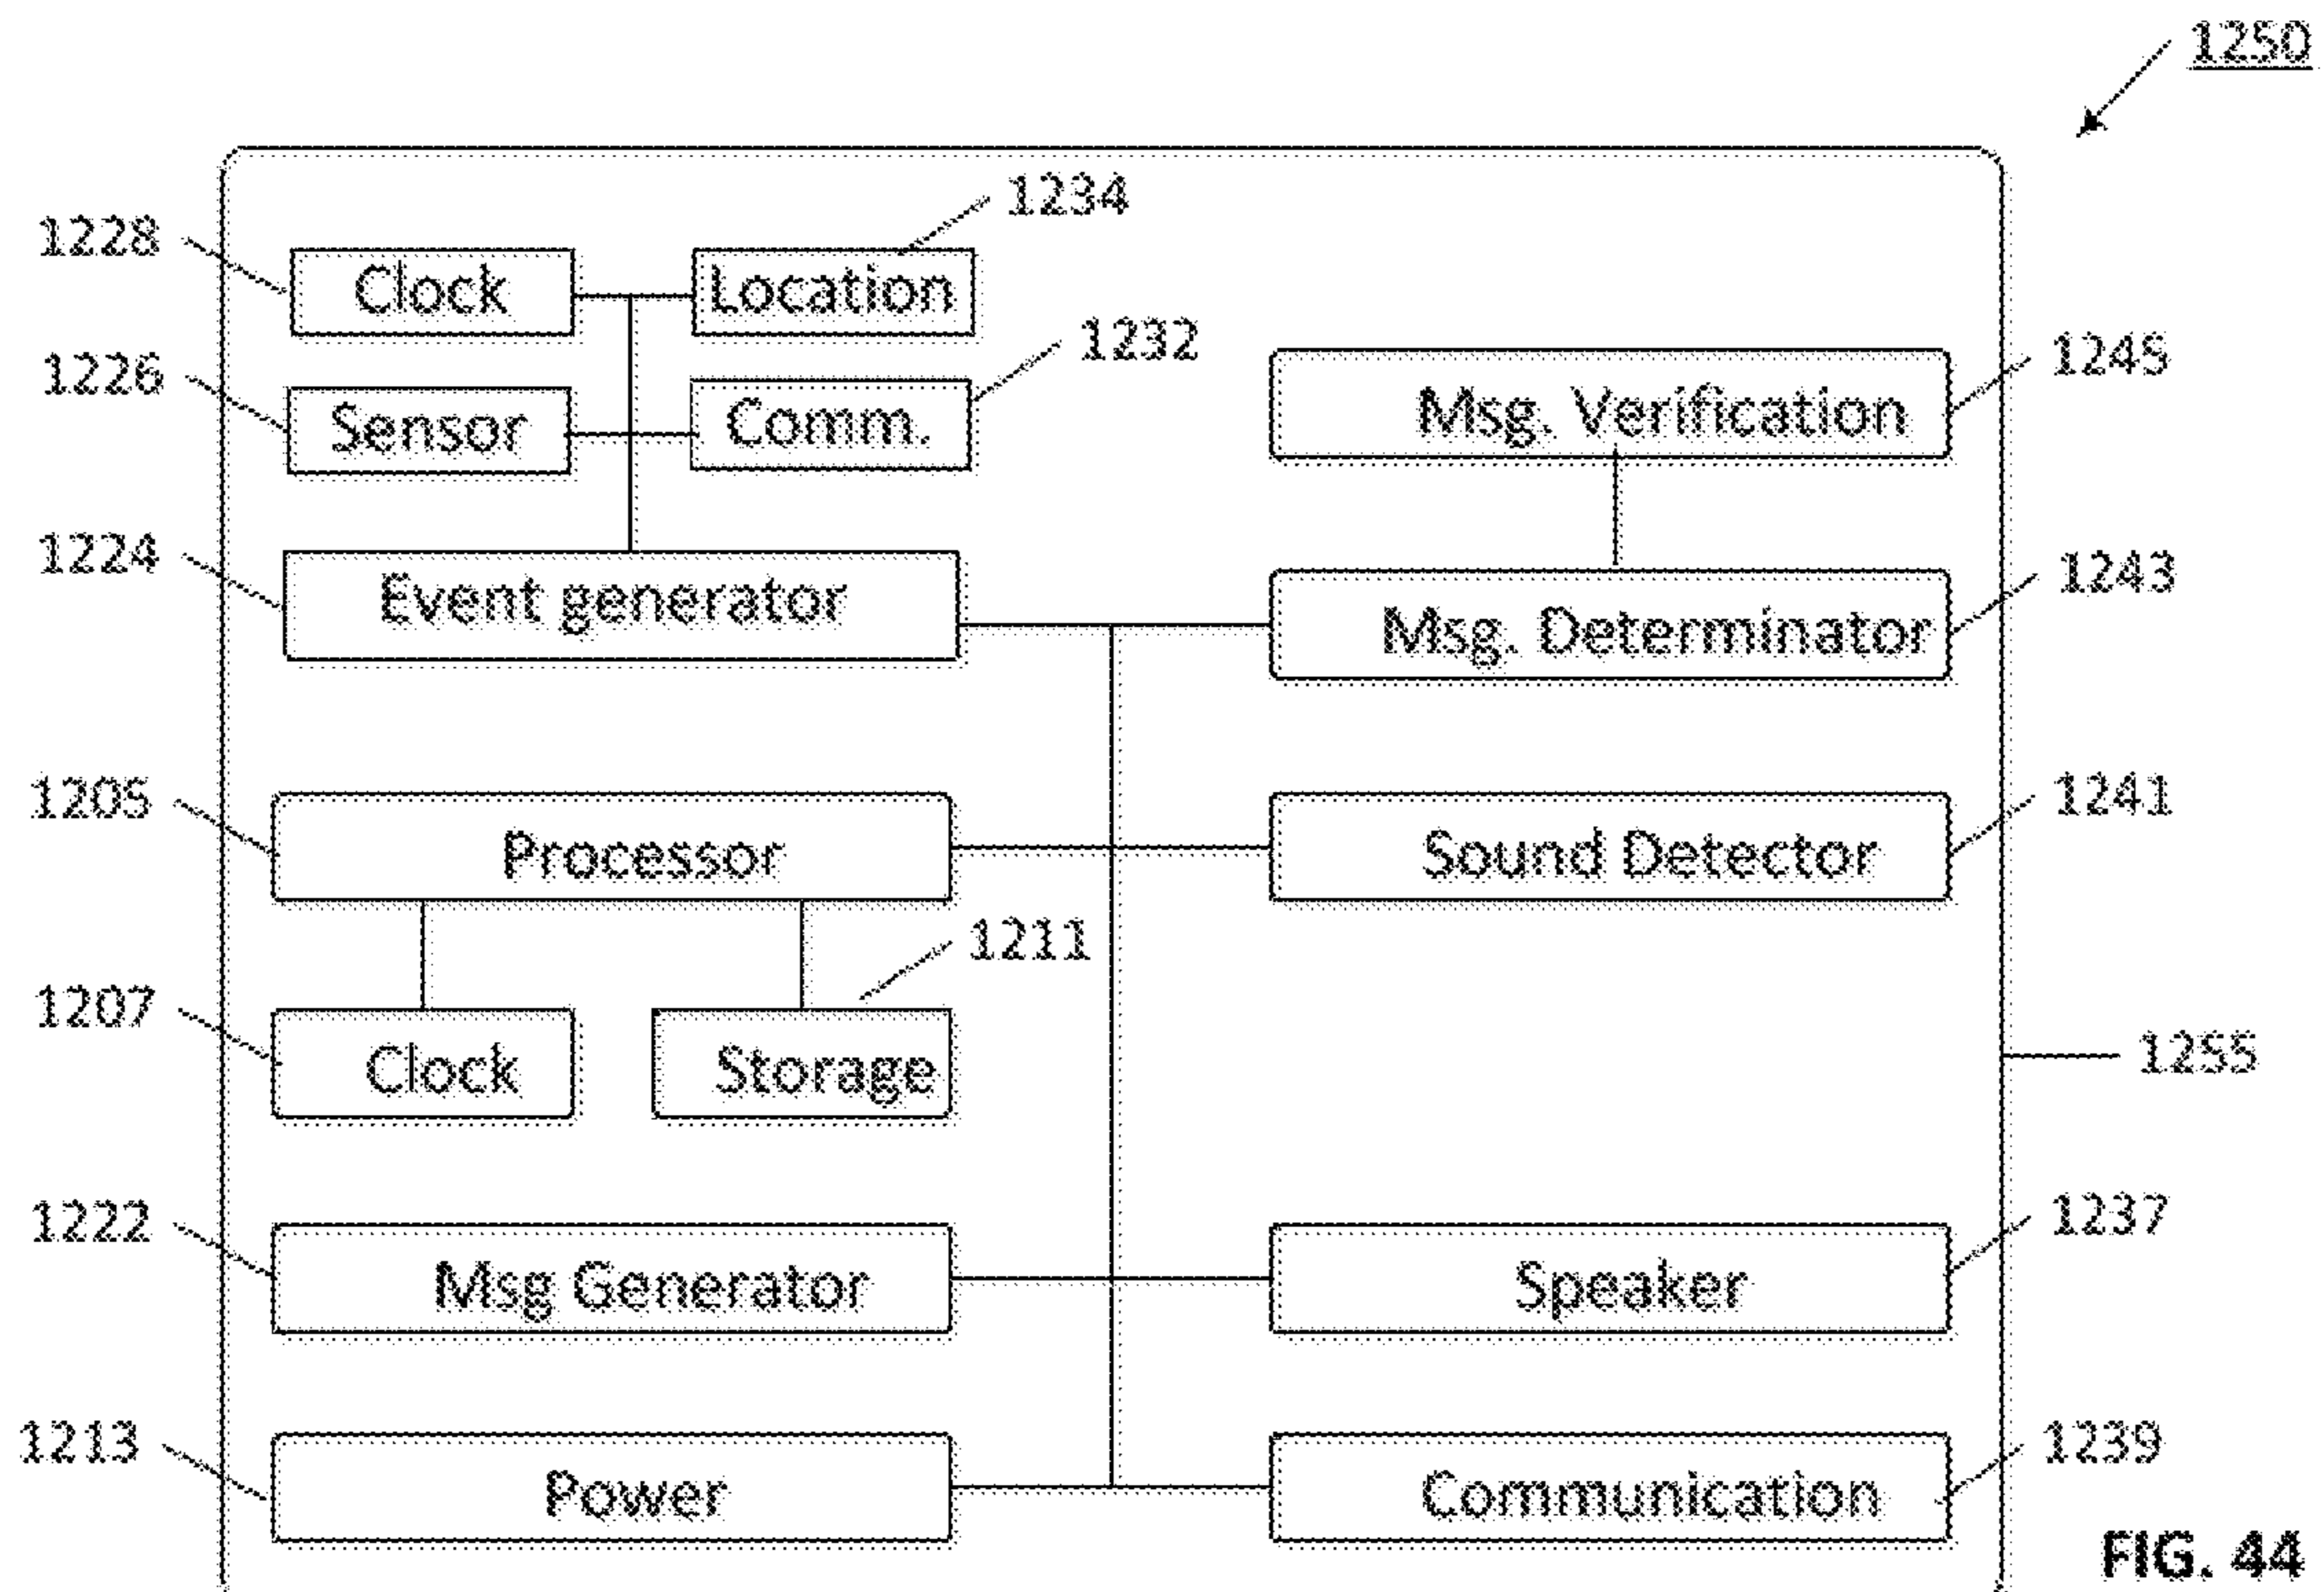 1250
1234
1228
Clock
Location
1232
1226
Sensor
Comm.
1245
Msg. Verification
1224
Event generator
1243
Msg. Determinator
1205
Processor
1241
Sound Detector
1211
1207
Clock
Storage
1255
1222
Msg Generator
1237
Speaker
1213
Power
1239
Communication
FIG. 44